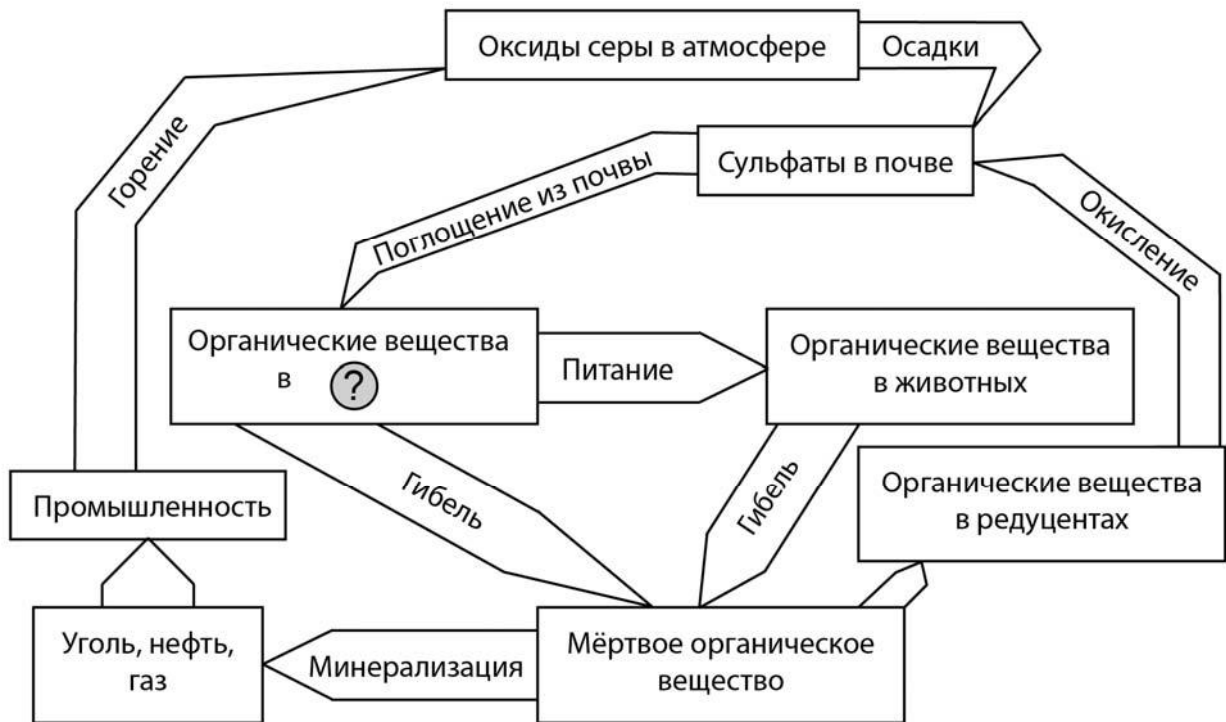 Оксиды серы в атмосфере
Осадки
Горение
Поглощение из почвы
Сульфаты в почве
Окисление
Органические вещества
в ?
Питание
Органические вещества
в животных
Гибель
Гибель
Промышленность
Органические вещества
в редуцентах
Уголь, нефть,
газ
Минерализация
Мёртвое органическое
вещество